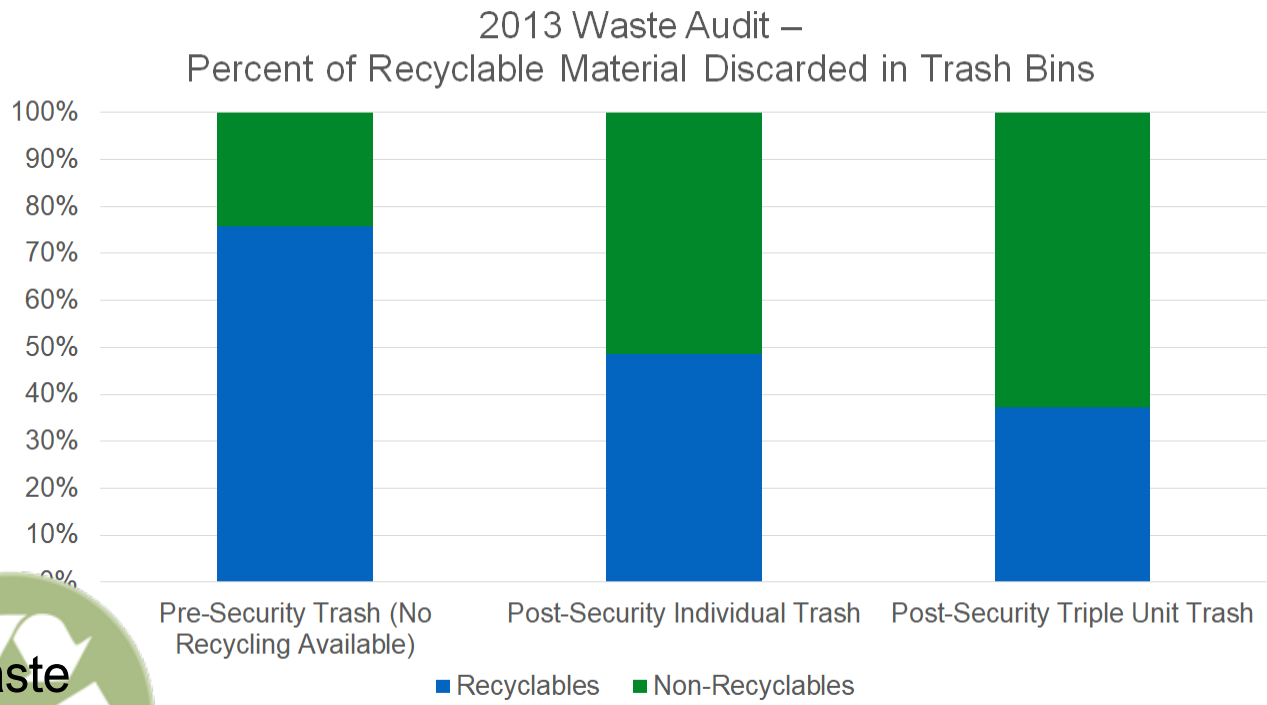 2013 Waste Audit –
Percent of Recyclable Material Discarded in Trash Bins
100%
90%
80%
70%
60%
50%
40%
30%
20%
10%
Pre-Security Trash (No
Recycling Available)
Post-Security Individual Trash
Post-Security Triple Unit Trash
Recyclables
Non-Recyclables